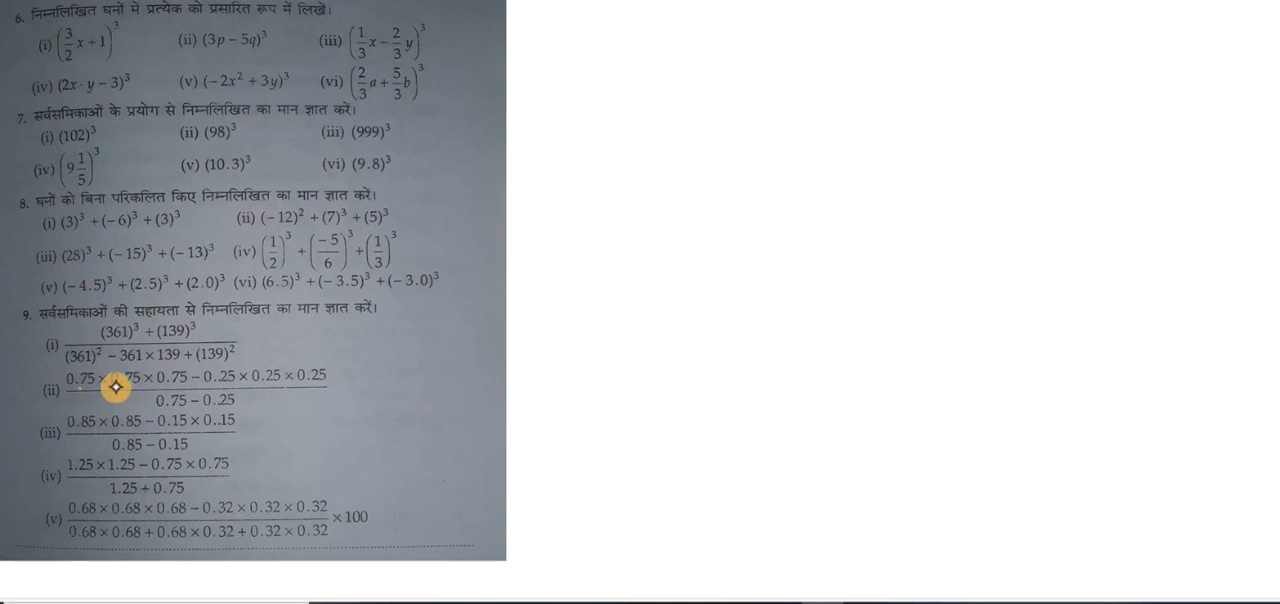 6. निम्नलिखित घनों में प्रत्येक को प्रसारित रूप में लिखें।
(i) (3/2 x + 1)³ (ii) (3p – 5q)³ (iii) (1/3 x – 2/3 y)³
(iv) (2x · y – 3)³ (v) (– 2x² + 3y)³ (vi) (2/3 a + 5/3 b)³
7. सर्वसमिकाओं के प्रयोग से निम्नलिखित का मान ज्ञात करें।
(i) (102)³ (ii) (98)³ (iii) (999)³
(iv) (9 1/5)³ (v) (10.3)³ (vi) (9.8)³
8. घनों को बिना परिकलित किए निम्नलिखित का मान ज्ञात करें।
(i) (3)³ + (– 6)³ + (3)³ (ii) (– 12)² + (7)³ + (5)³
(iii) (28)³ + (– 15)³ + (– 13)³ (iv) (1/2)³ + (–5/6)³ + (1/3)³
(v) (– 4.5)³ + (2.5)³ + (2.0)³ (vi) (6.5)³ + (– 3.5)³ + (– 3.0)³
9. सर्वसमिकाओं की सहायता से निम्नलिखित का मान ज्ञात करें।
(i) (361)³ + (139)³
(361)² – 361 × 139 + (139)²
(ii) 0.75 × 75 × 0.75 – 0.25 × 0.25 × 0.25
0.75 – 0.25
(iii) 0.85 × 0.85 – 0.15 × 0..15
0.85 – 0.15
(iv) 1.25 × 1.25 – 0.75 × 0.75
1.25 + 0.75
(v) 0.68 × 0.68 × 0.68 – 0.32 × 0.32 × 0.32 × 100
0.68 × 0.68 + 0.68 × 0.32 + 0.32 × 0.32